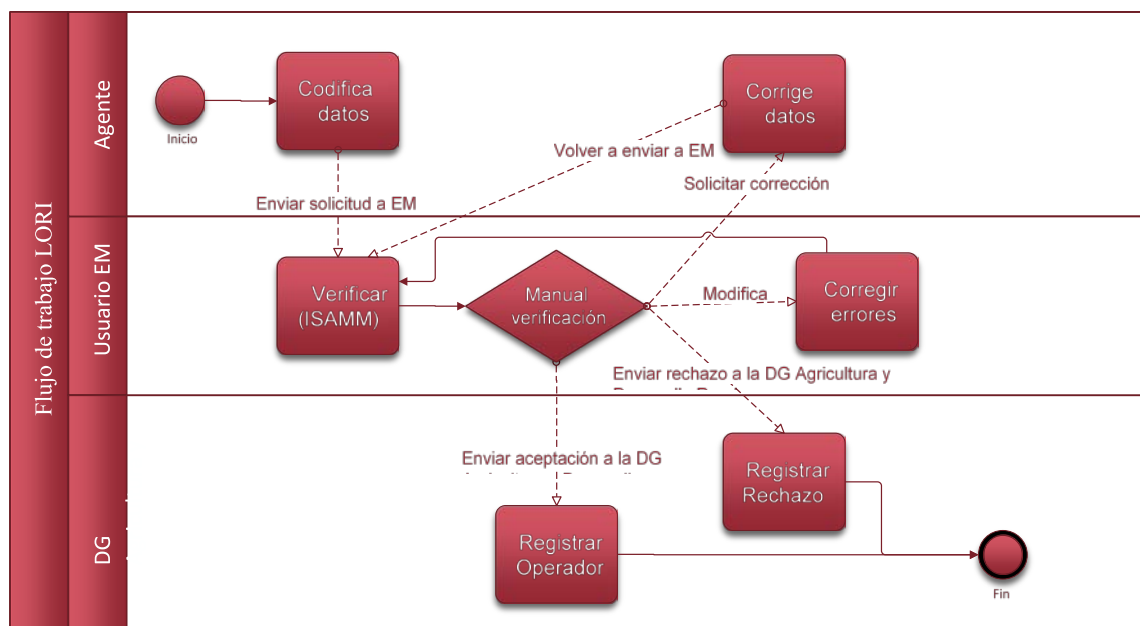 Flujo de trabajo LORI
Agente
Inicio
Codifica
datos
Corrige
datos
Volver a enviar a EM
Solicitar corrección
Enviar solicitud a EM
Usuario EM
Verificar
(ISAMM)
Manual
verificación
Modifica
Corregir
errores
Enviar rechazo a la DG Agricultura y
DG
Enviar aceptación a la DG
Registrar
Rechazo
Registrar
Operador
Fin